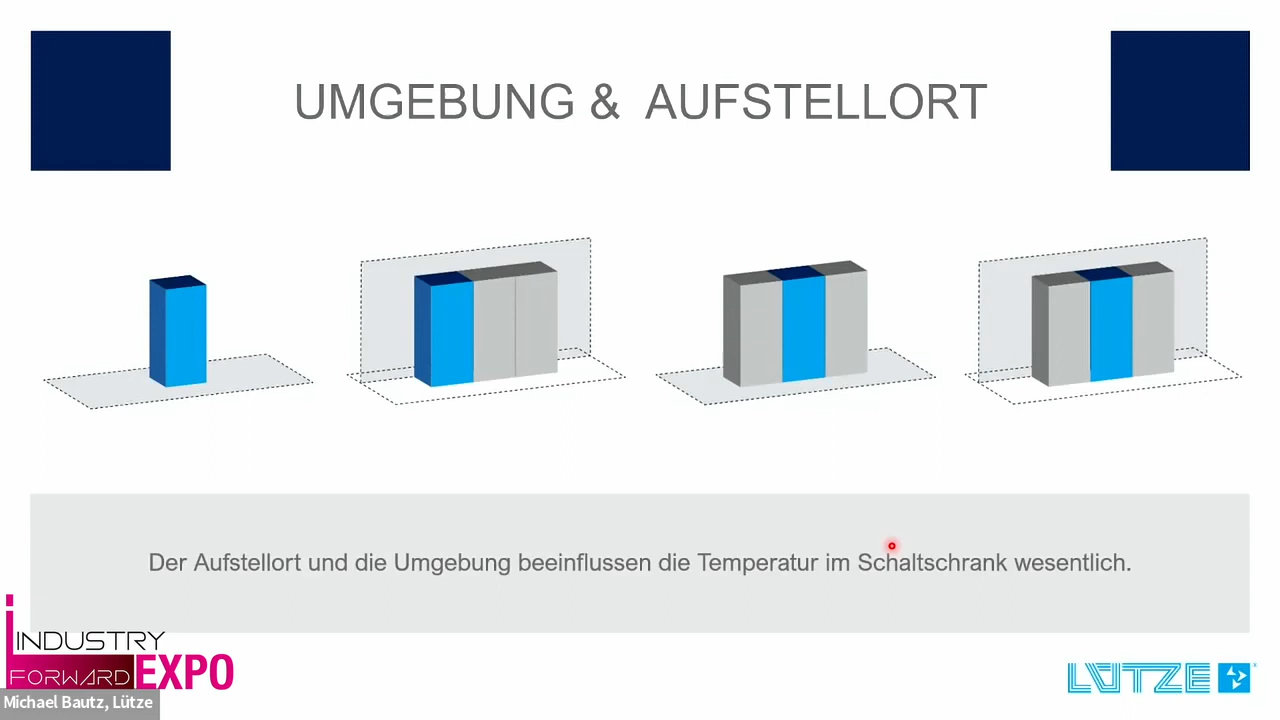 UMGEBUNG & AUFSTELLORT
Der Aufstellort und die Umgebung beeinflussen die Temperatur im Schaltschrank wesentlich.
INDUSTRY
FORWARD EXPO
Michael Bautz, Lütze
LÜTZE